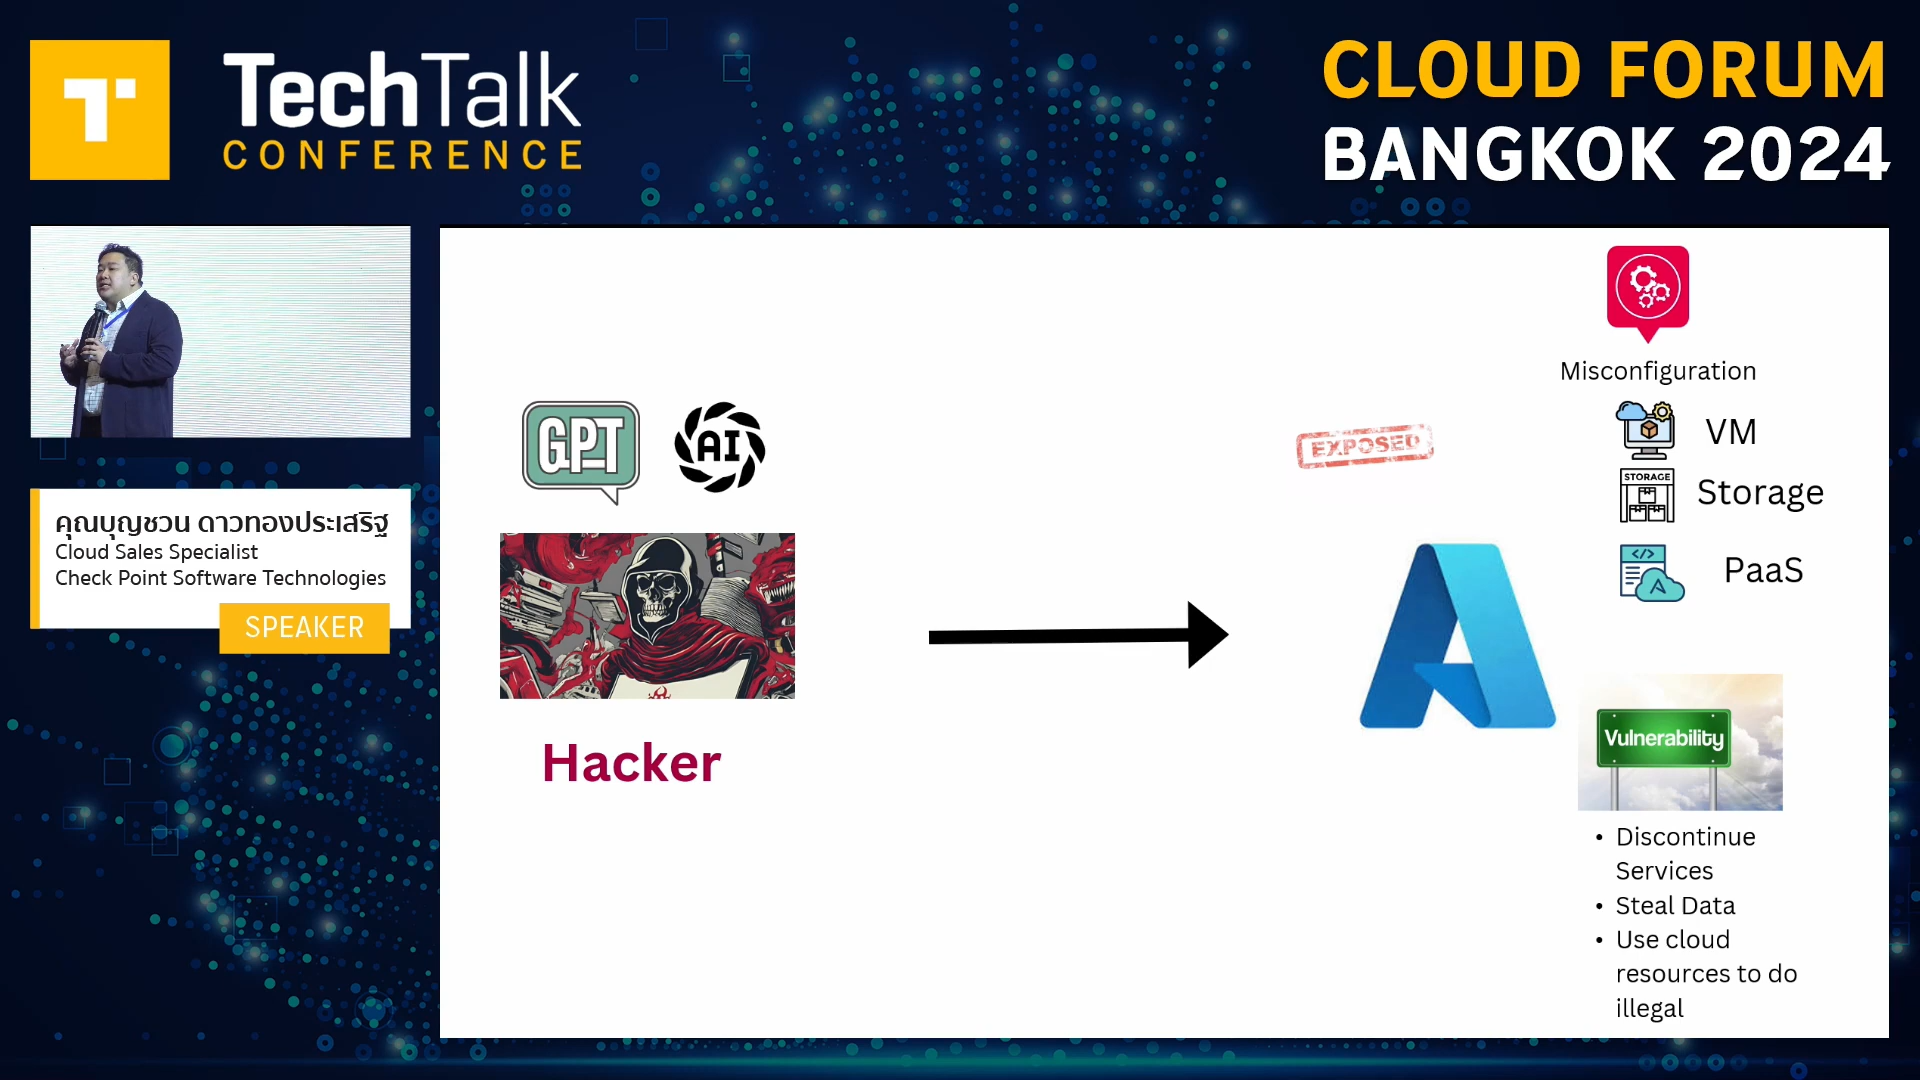 TechTalk
CONFERENCE
CLOUD FORUM
BANGKOK 2024
คุณบุญชวน ดาวทองประเสริฐ
Cloud Sales Specialist
Check Point Software Technologies
SPEAKER
GPT
AI
Hacker
EXPOSED
Misconfiguration
VM
STORAGE
Storage
</>
PaaS
Vulnerability
• Discontinue
Services
• Steal Data
• Use cloud
resources to do
illegal